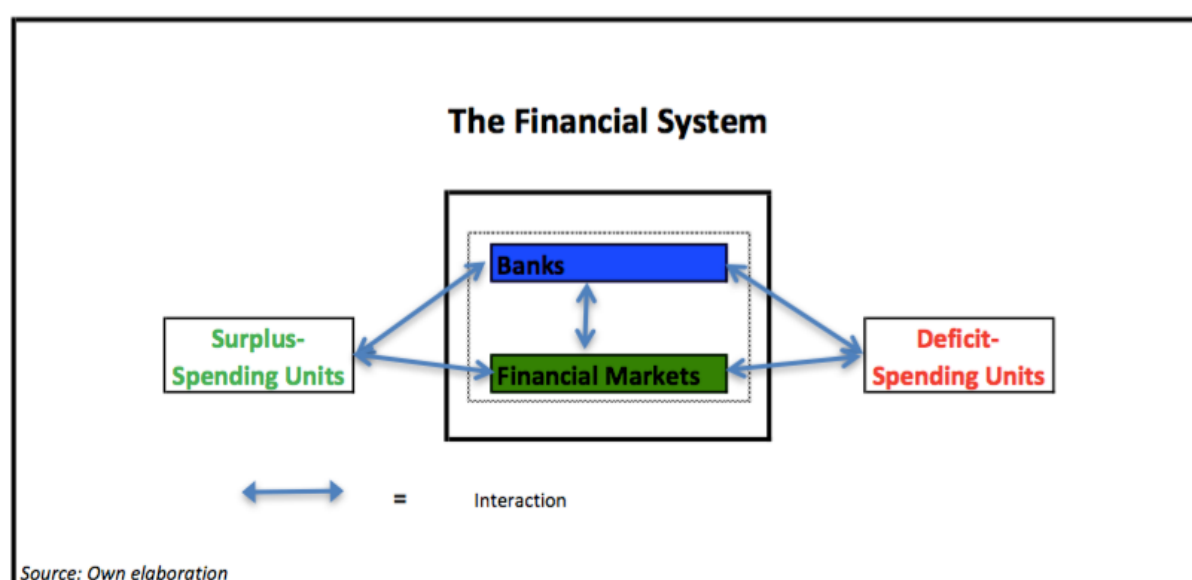 The Financial System
Banks
Surplus-
Spending Units
Deficit-
Spending Units
Financial Markets
= Interaction
Source: Own elaboration